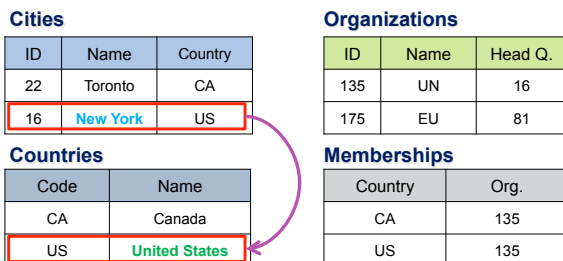 Cities
ID Name Country
22 Toronto CA
16 New York US
Countries
Code Name
CA Canada
US United States
Organizations
ID Name Head Q.
135 UN 16
175 EU 81
Memberships
Country Org.
CA 135
US 135